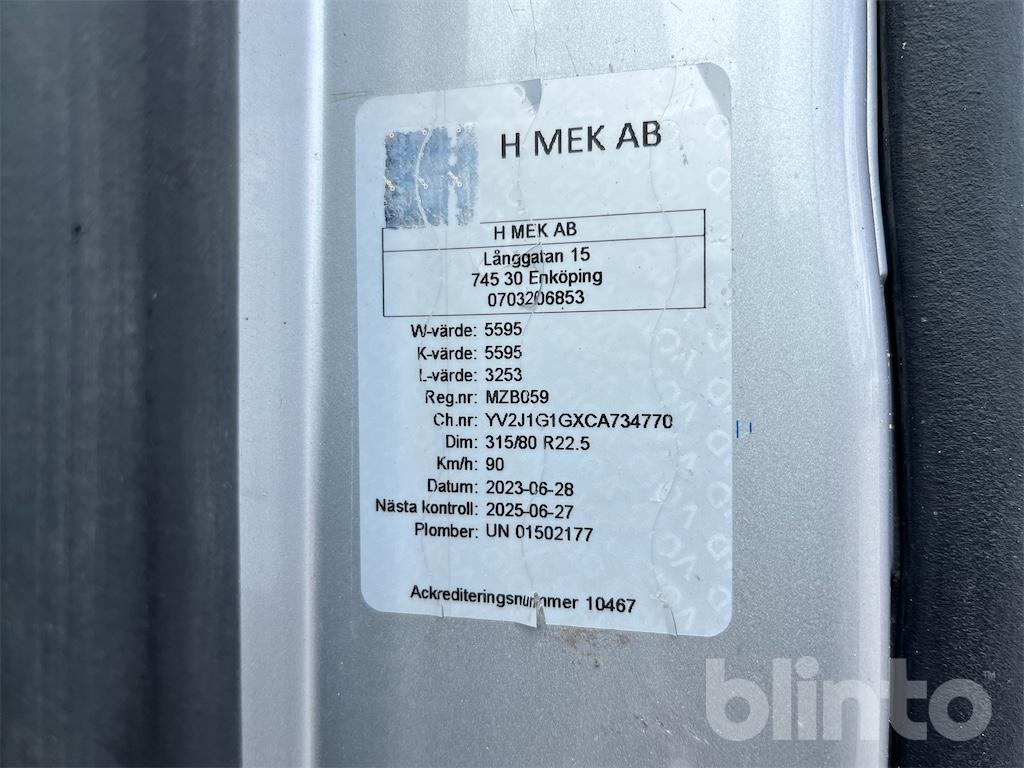 H MEK AB
H MEK AB
Långgatan 15
745 30 Enköping
0703206853
W-värde: 5595
K-värde: 5595
L-värde: 3253
Reg.nr: MZB059
Ch.nr: YV2J1G1GXCA734770
Dim: 315/80 R22.5
Km/h: 90
Datum: 2023-06-28
Nästa kontroll: 2025-06-27
Plomber: UN 01502177
Ackrediteringsnummer 10467
blinto™